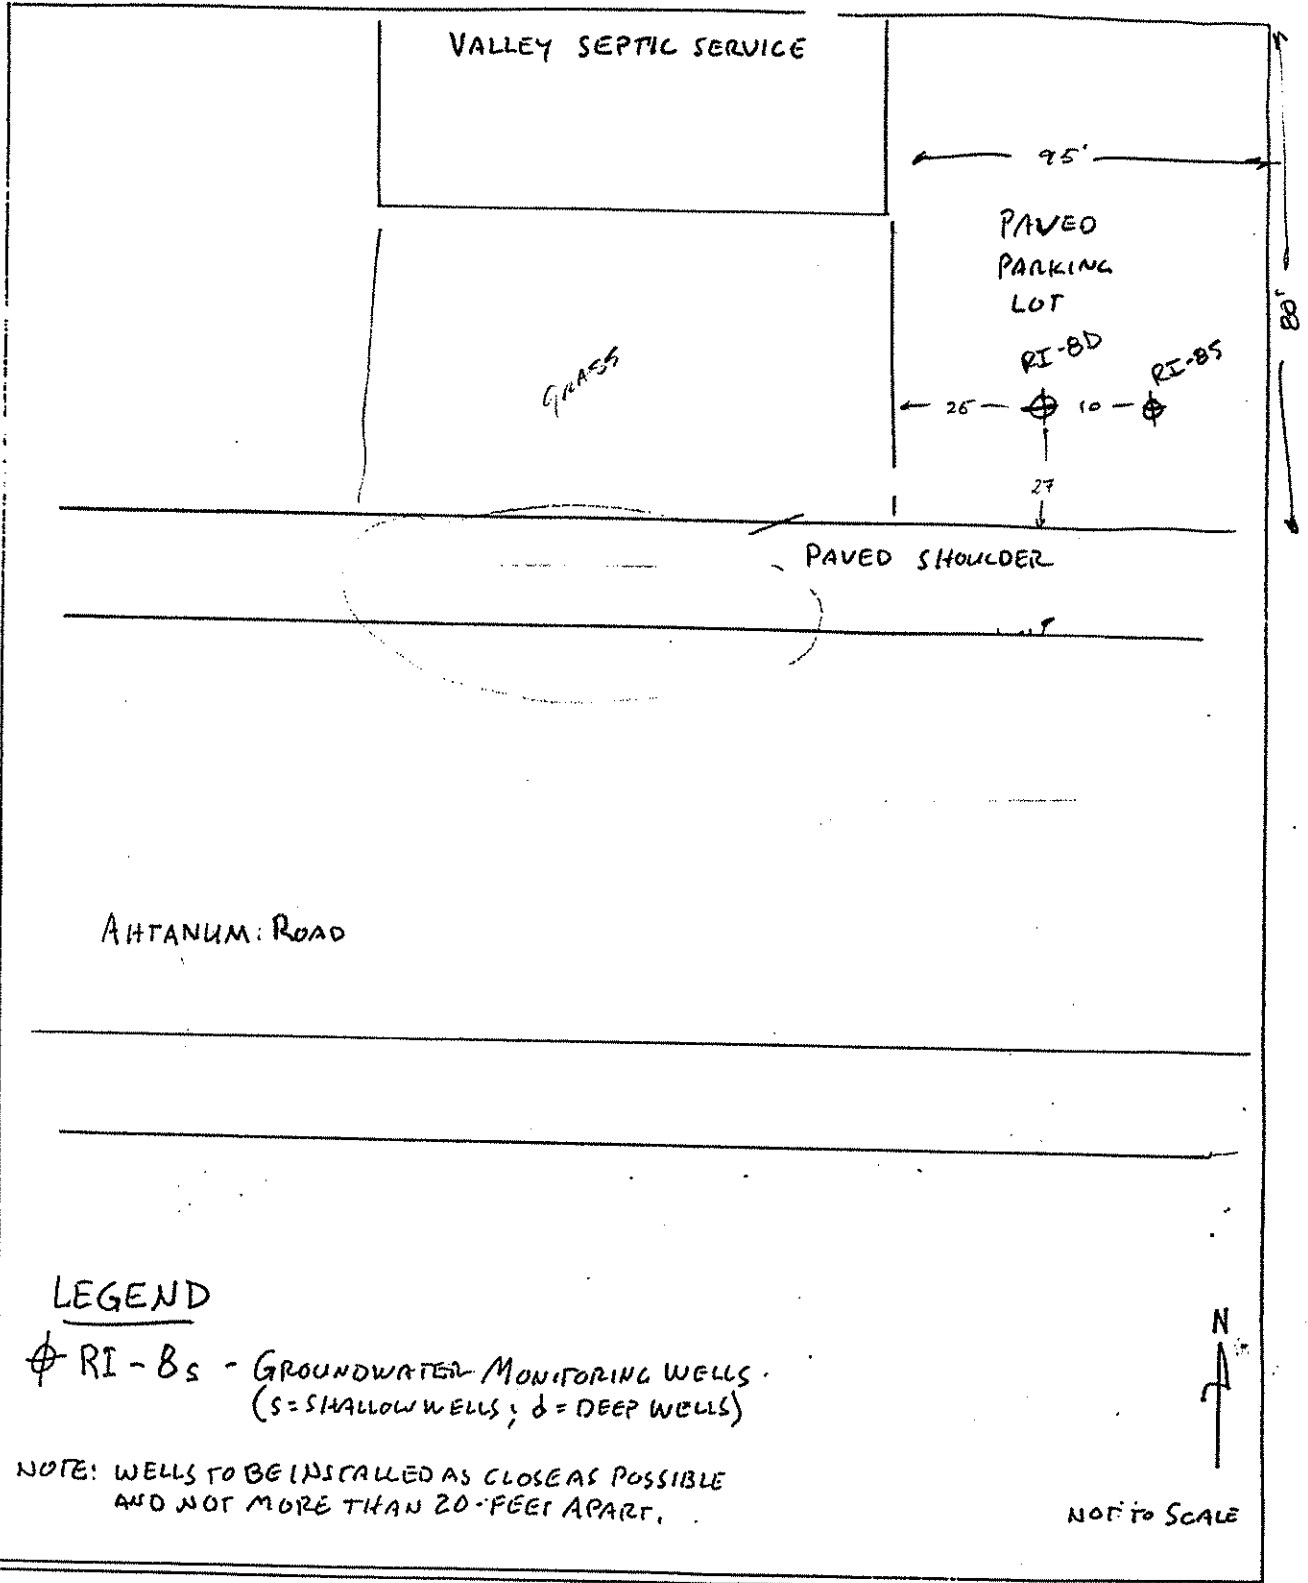 VALLEY SEPTIC SERVICE
95'
PAVED
PARKING
LOT
80'
RI-8D
RI-8S
GRASS
25
10
27
PAVED SHOULDER
AHTANUM ROAD
LEGEND
RI-8s - GROUNDWATER MONITORING WELLS.
(s=SHALLOW WELLS; d=DEEP WELLS)
N
NOTE: WELLS TO BE INSTALLED AS CLOSE AS POSSIBLE
AND NOT MORE THAN 20-FEET APART.
NOT TO SCALE